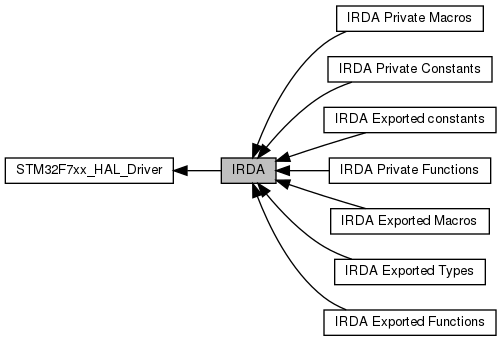 IRDA Private Macros
IRDA Private Constants
IRDA Exported constants
STM32F7xx_HAL_Driver
IRDA
IRDA Private Functions
IRDA Exported Macros
IRDA Exported Types
IRDA Exported Functions